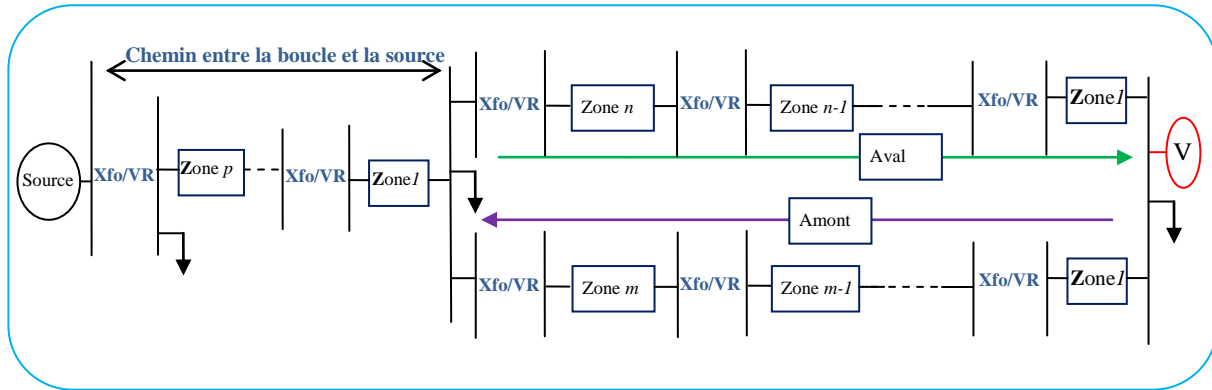 Chemin entre la boucle et la source
Xfo/VR Zone n Xfo/VR Zone n-1 Xfo/VR Zone1
Aval
V
Source Xfo/VR Zone p Xfo/VR Zone1
Amont
Xfo/VR Zone m Xfo/VR Zone m-1 Xfo/VR Zone1